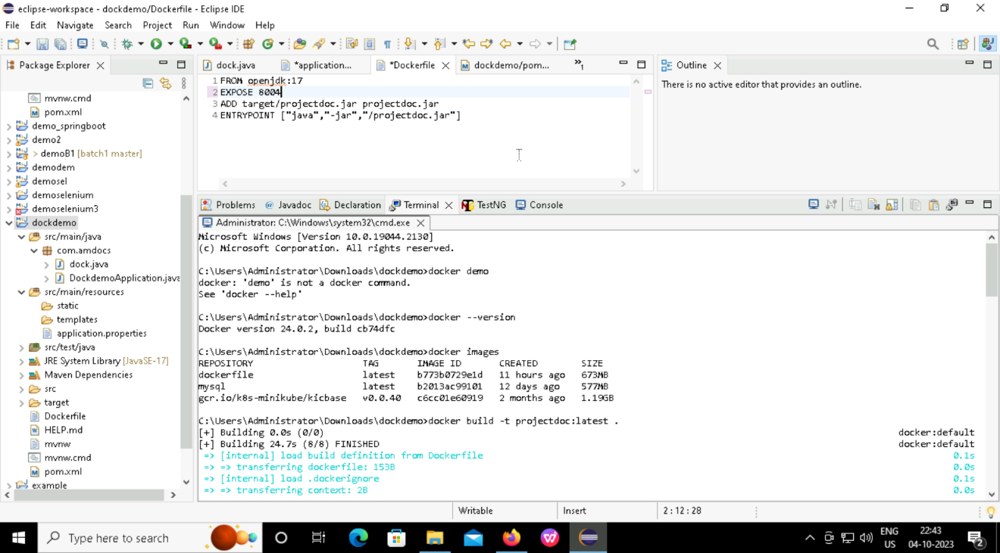 eclipse-workspace - dockdemo/Dockerfile - Eclipse IDE
File Edit Navigate Search Project Run Window Help
Package Explorer
dock.java *application... *Dockerfile dockdemo/pom... »1
Outline
There is no active editor that provides an outline.
1 FROM openjdk:17
2 EXPOSE 8004
3 ADD target/projectdoc.jar projectdoc.jar
4 ENTRYPOINT ["java","-jar","/projectdoc.jar"]
mvnw.cmd
pom.xml
demo_springboot
demo2
> demoB1 [batch1 master]
demodem
demosel
demoselenium
demoselenium3
dockdemo
src/main/java
com.amdocs
dock.java
DockdemoApplication.java
src/main/resources
static
templates
application.properties
src/test/java
JRE System Library [JavaSE-17]
Maven Dependencies
src
target
Dockerfile
HELP.md
mvnw
mvnw.cmd
pom.xml
example
Problems @ Javadoc Declaration Terminal TestNG Console
Administrator: C:\Windows\system32\cmd.exe
Microsoft Windows [Version 10.0.19044.2130]
(c) Microsoft Corporation. All rights reserved.
C:\Users\Administrator\Downloads\dockdemo>docker demo
docker: 'demo' is not a docker command.
See 'docker --help'
C:\Users\Administrator\Downloads\dockdemo>docker --version
Docker version 24.0.2, build cb74dfc
C:\Users\Administrator\Downloads\dockdemo>docker images
REPOSITORY TAG IMAGE ID CREATED SIZE
dockerfile latest b773b0729e1d 11 hours ago 673MB
mysql latest b2013ac99101 12 days ago 577MB
gcr.io/k8s-minikube/kicbase v0.0.40 c6cc01e60919 2 months ago 1.19GB
C:\Users\Administrator\Downloads\dockdemo>docker build -t projectdoc:latest .
[+] Building 0.0s (0/0) docker:default
[+] Building 24.7s (8/8) FINISHED docker:default
=> [internal] load build definition from Dockerfile 0.1s
=> => transferring dockerfile: 153B 0.0s
=> [internal] load .dockerignore 0.1s
=> => transferring context: 2B 0.0s
Writable Insert 2 : 12 : 28
Type here to search
ENG
US
22:43
04-10-2023
2